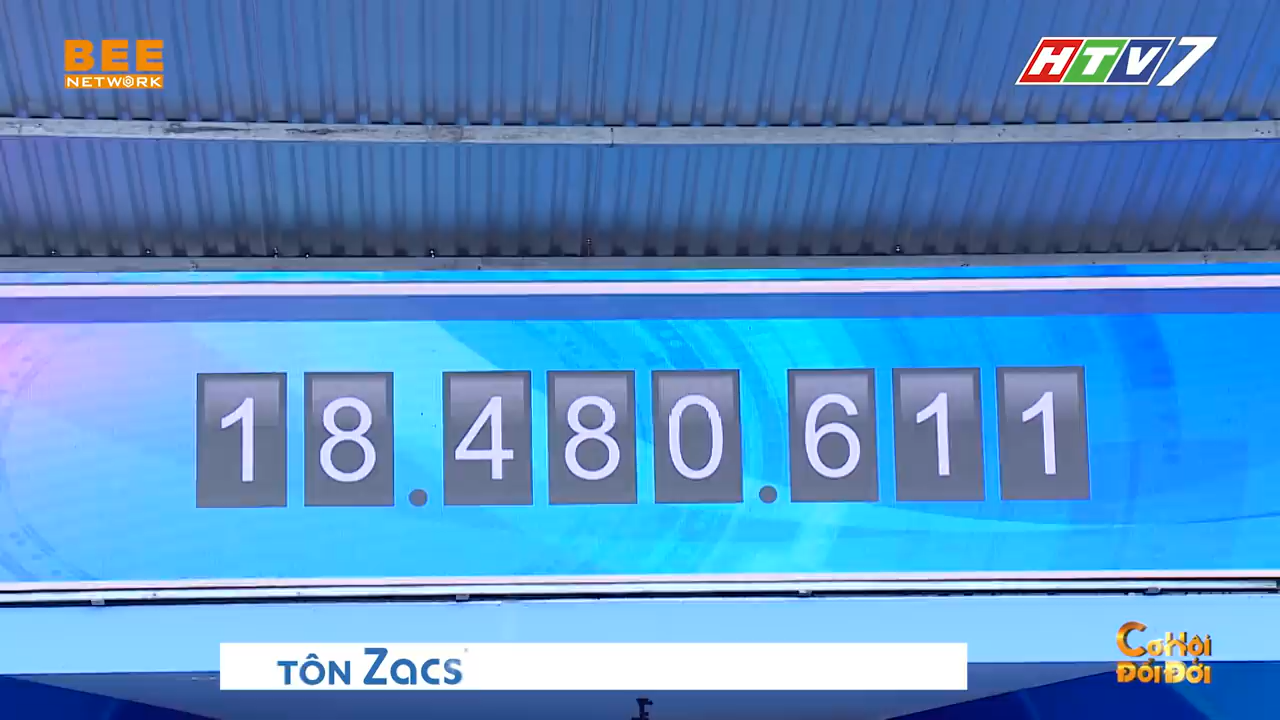 BEE
NETWORK
HTV7
18.480.611
TÔN Zacs
Cơ Hội
Đổi Đời